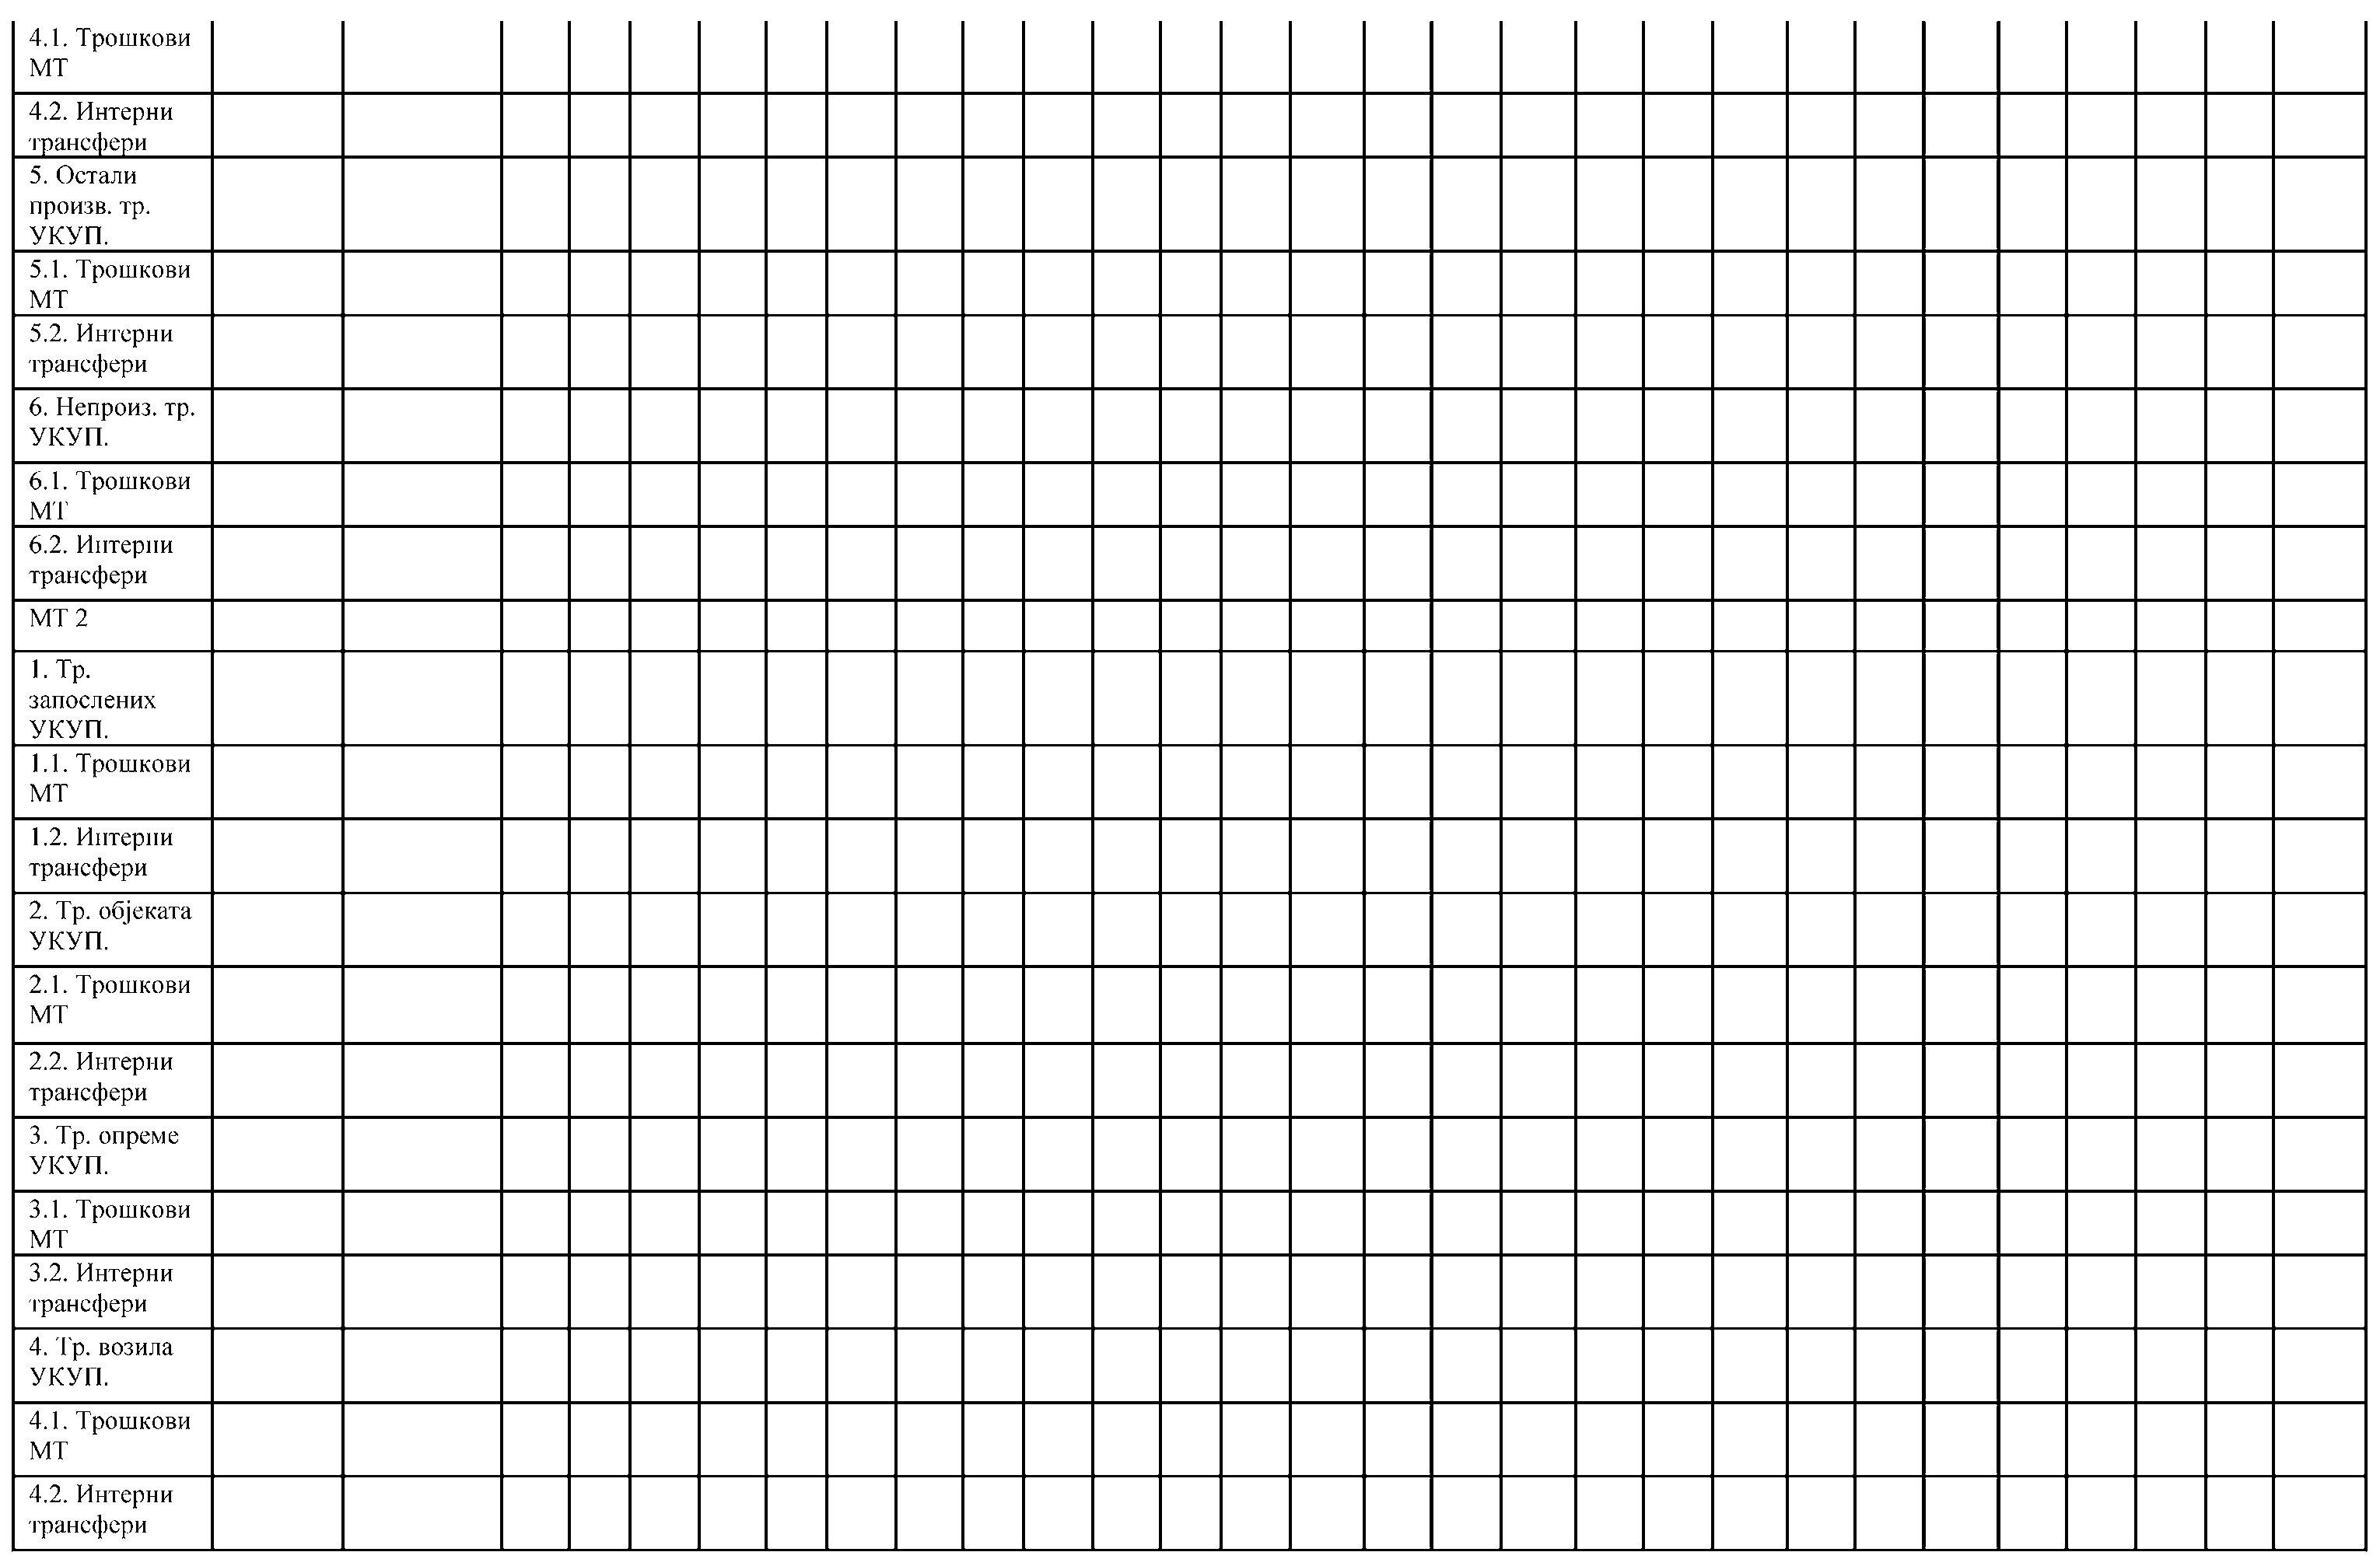 4.1. Трошкови
МТ
4.2. Интерни
трансфери
5. Остали
произв. тр.
УКУП.
5.1. Трошкови
МТ
5.2. Интерни
трансфери
6. Непроиз. тр.
УКУП.
6.1. Трошкови
МТ
6.2. Интерни
трансфери
МТ 2
1. Тр.
запослених
УКУП.
1.1. Трошкови
МТ
1.2. Интерни
трансфери
2. Тр. објеката
УКУП.
2.1. Трошкови
МТ
2.2. Интерни
трансфери
3. Тр. опреме
УКУП.
3.1. Трошкови
МТ
3.2. Интерни
трансфери
4. Тр. возила
УКУП.
4.1. Трошкови
МТ
4.2. Интерни
трансфери